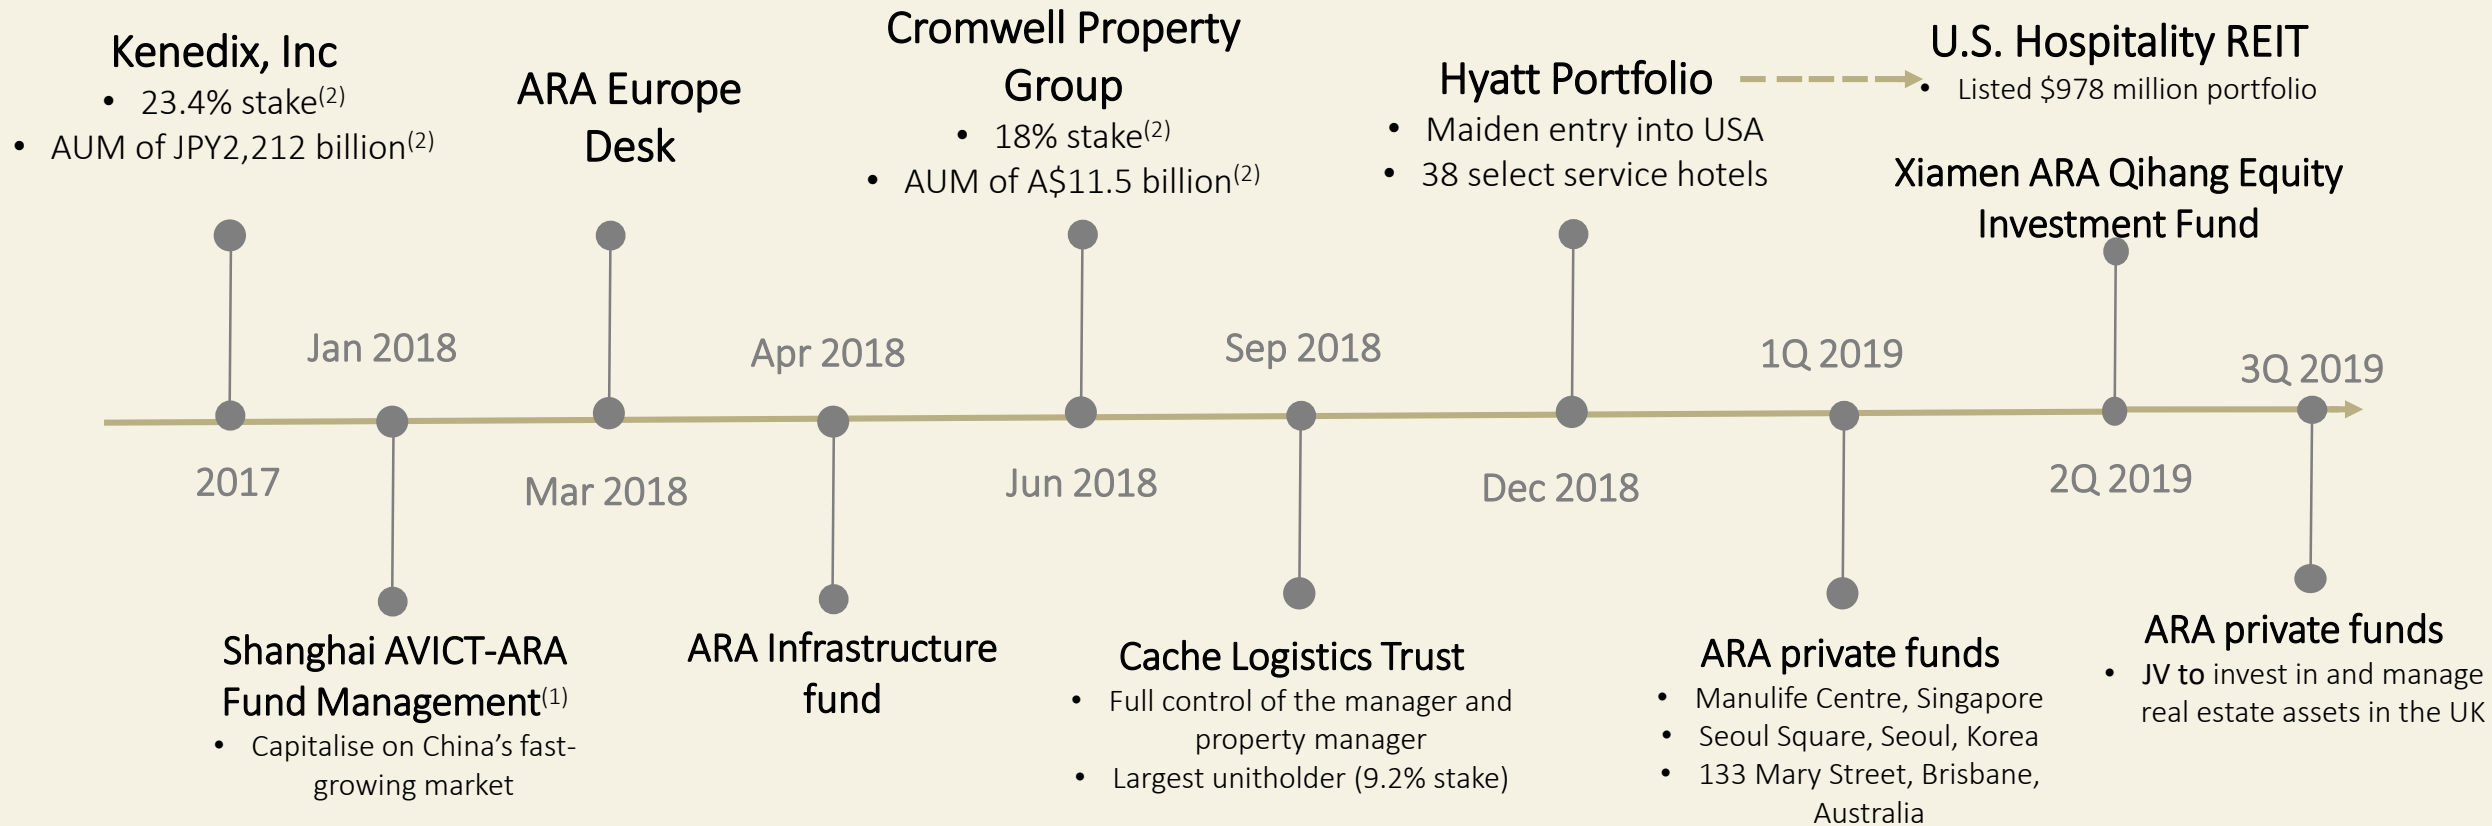 Kenedix, Inc
• 23.4% stake(2)
• AUM of JPY2,212 billion(2)
ARA Europe
Desk
Cromwell Property
Group
• 18% stake(2)
• AUM of A$11.5 billion(2)
Hyatt Portfolio
• Maiden entry into USA
• 38 select service hotels
U.S. Hospitality REIT
• Listed $978 million portfolio
Xiamen ARA Qihang Equity
Investment Fund
Jan 2018
Apr 2018
Sep 2018
1Q 2019
3Q 2019
2017
Mar 2018
Jun 2018
Dec 2018
2Q 2019
Shanghai AVICT-ARA
Fund Management(1)
• Capitalise on China’s fast-
growing market
ARA Infrastructure
fund
Cache Logistics Trust
• Full control of the manager and
property manager
• Largest unitholder (9.2% stake)
ARA private funds
• Manulife Centre, Singapore
• Seoul Square, Seoul, Korea
• 133 Mary Street, Brisbane,
Australia
ARA private funds
• JV to invest in and manage
real estate assets in the UK